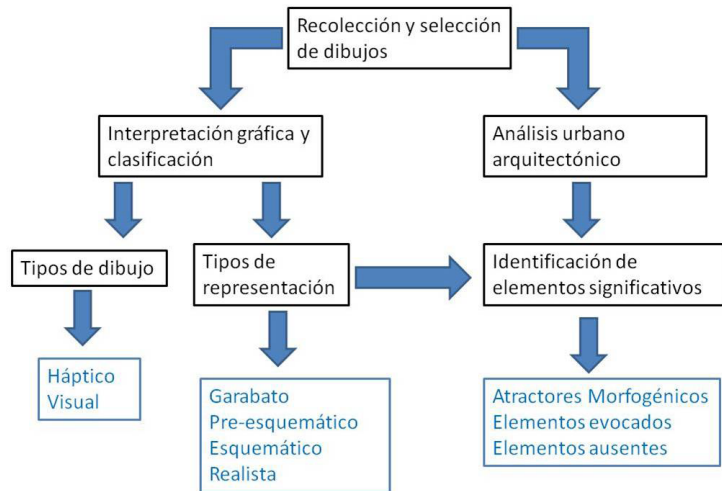 Recolección y selección
de dibujos
Interpretación gráfica y
clasificación
Análisis urbano
arquitectónico
Tipos de dibujo
Tipos de
representación
Identificación de
elementos significativos
Háptico
Visual
Garabato
Pre-esquemático
Esquemático
Realista
Atractores Morfogénicos
Elementos evocados
Elementos ausentes